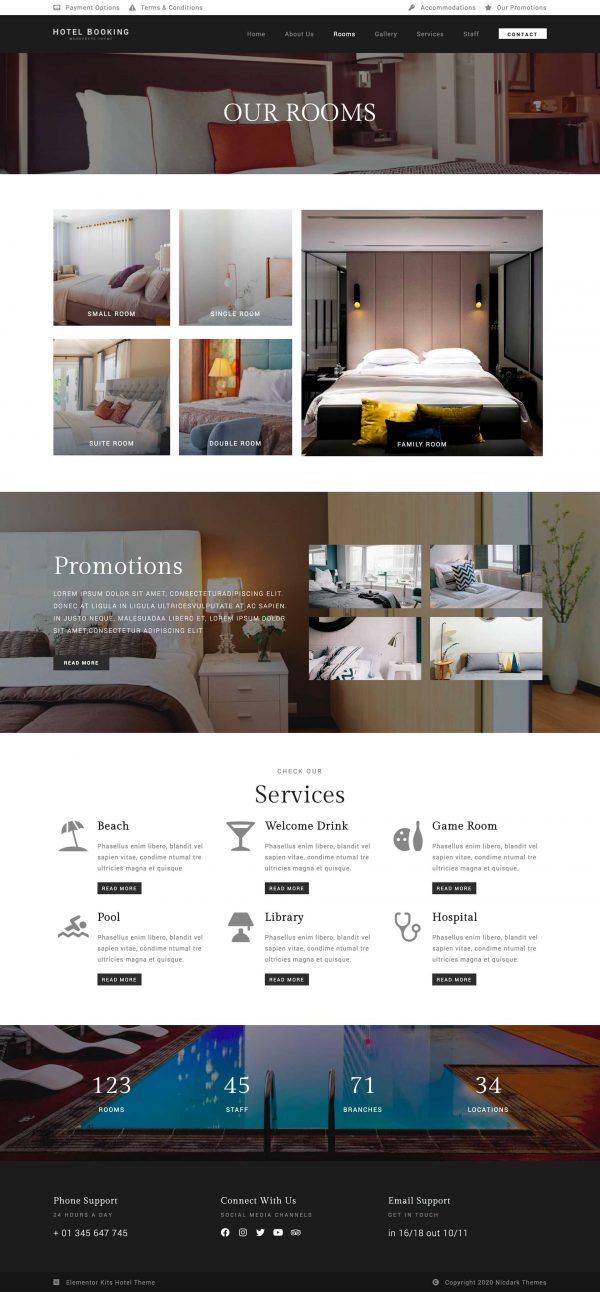 Payment Options
Terms & Conditions
Accommodations
Our Promotions
HOTEL BOOKING
WORDPRESS THEME
Home
About Us
Rooms
Gallery
Services
Staff
CONTACT
OUR ROOMS
SMALL ROOM
SINGLE ROOM
SUITE ROOM
DOUBLE ROOM
FAMILY ROOM
Promotions
LOREM IPSUM DOLOR SIT AMET, CONSECTETURADIPISCING ELIT.
DONEC AT LIGULA IN LIGULA ULTRICESVULPUTATE AT AC SAPIEN.
IN JUSTO NEQUE, MALESUADAA LIBERO ET, LOREM IPSUM DOLOR
SIT AMET,CONSECTETUR ADIPISCING ELIT
READ MORE
CHECK OUR
Services
Beach
Phasellus enim libero, blandit vel
sapien vitae, condime ntumal tre
ultricies magna et quisque.
READ MORE
Welcome Drink
Phasellus enim libero, blandit vel
sapien vitae, condime ntumal tre
ultricies magna et quisque.
READ MORE
Game Room
Phasellus enim libero, blandit vel
sapien vitae, condime ntumal tre
ultricies magna et quisque.
READ MORE
Pool
Phasellus enim libero, blandit vel
sapien vitae, condime ntumal tre
ultricies magna et quisque.
READ MORE
Library
Phasellus enim libero, blandit vel
sapien vitae, condime ntumal tre
ultricies magna et quisque.
READ MORE
Hospital
Phasellus enim libero, blandit vel
sapien vitae, condime ntumal tre
ultricies magna et quisque.
READ MORE
123
ROOMS
45
STAFF
71
BRANCHES
34
LOCATIONS
Phone Support
24 HOURS A DAY
+ 01 345 647 745
Connect With Us
SOCIAL MEDIA CHANNELS
Email Support
GET IN TOUCH
in 16/18 out 10/11
Elementor Kits Hotel Theme
Copyright 2020 Nicdark Themes